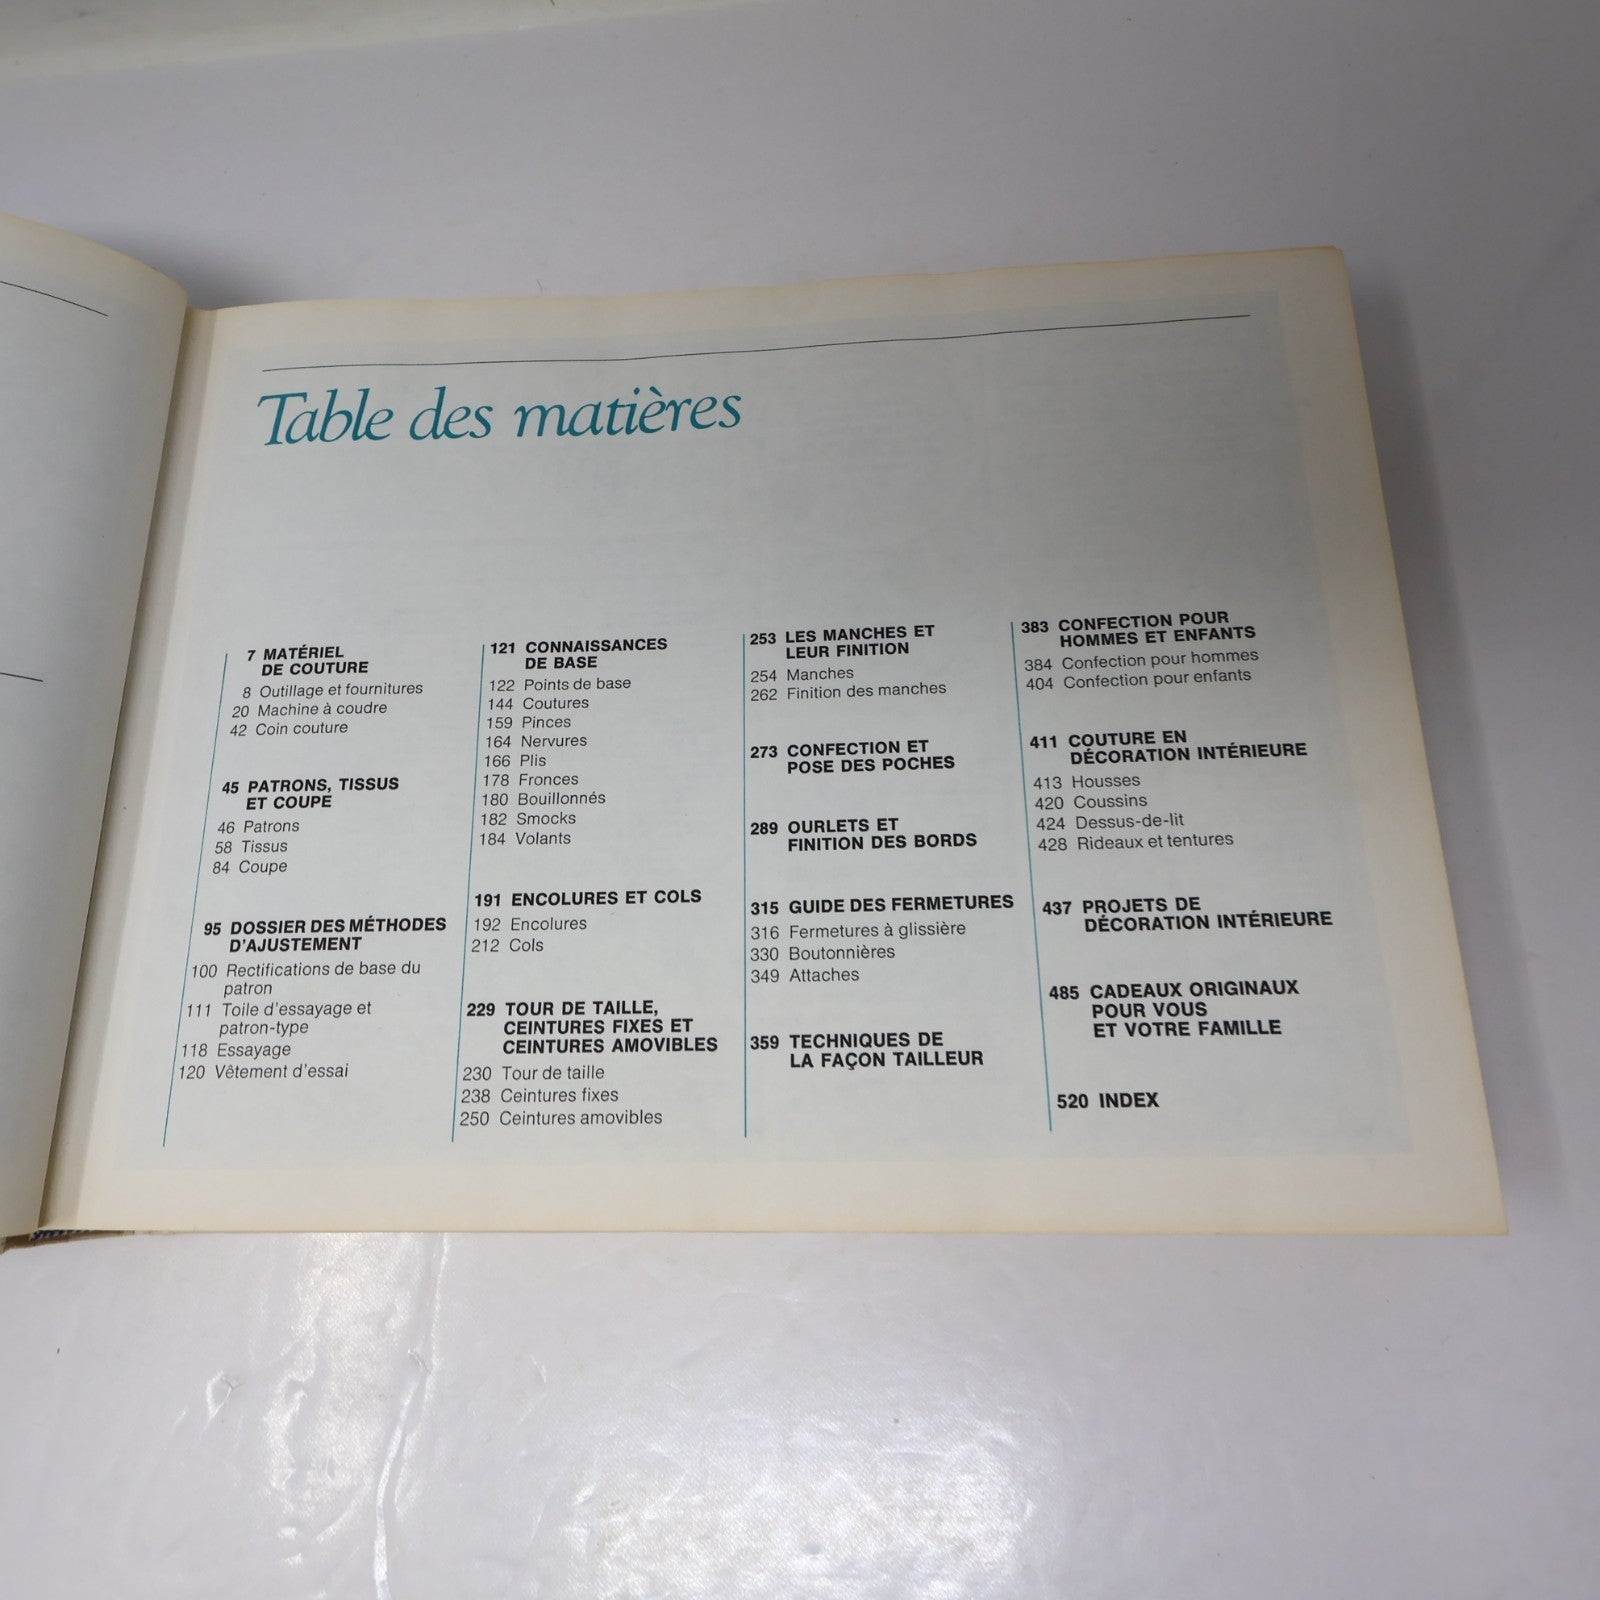 Table des matières
7 MATÉRIEL
DE COUTURE
8 Outillage et fournitures
20 Machine à coudre
42 Coin couture
45 PATRONS, TISSUS
ET COUPE
46 Patrons
58 Tissus
84 Coupe
95 DOSSIER DES MÉTHODES
D'AJUSTEMENT
100 Rectifications de base du
patron
111 Toile d'essayage et
patron-type
118 Essayage
120 Vêtement d'essai
121 CONNAISSANCES
DE BASE
122 Points de base
144 Coutures
159 Pinces
164 Nervures
166 Plis
178 Fronces
180 Bouillonnés
182 Smocks
184 Volants
191 ENCOLURES ET COLS
192 Encolures
212 Cols
229 TOUR DE TAILLE,
CEINTURES FIXES ET
CEINTURES AMOVIBLES
230 Tour de taille
238 Ceintures fixes
250 Ceintures amovibles
253 LES MANCHES ET
LEUR FINITION
254 Manches
262 Finition des manches
273 CONFECTION ET
POSE DES POCHES
289 OURLETS ET
FINITION DES BORDS
315 GUIDE DES FERMETURES
316 Fermetures à glissière
330 Boutonnières
349 Attaches
359 TECHNIQUES DE
LA FAÇON TAILLEUR
383 CONFECTION POUR
HOMMES ET ENFANTS
384 Confection pour hommes
404 Confection pour enfants
411 COUTURE EN
DÉCORATION INTÉRIEURE
413 Housses
420 Coussins
424 Dessus-de-lit
428 Rideaux et tentures
437 PROJETS DE
DÉCORATION INTÉRIEURE
485 CADEAUX ORIGINAUX
POUR VOUS
ET VOTRE FAMILLE
520 INDEX